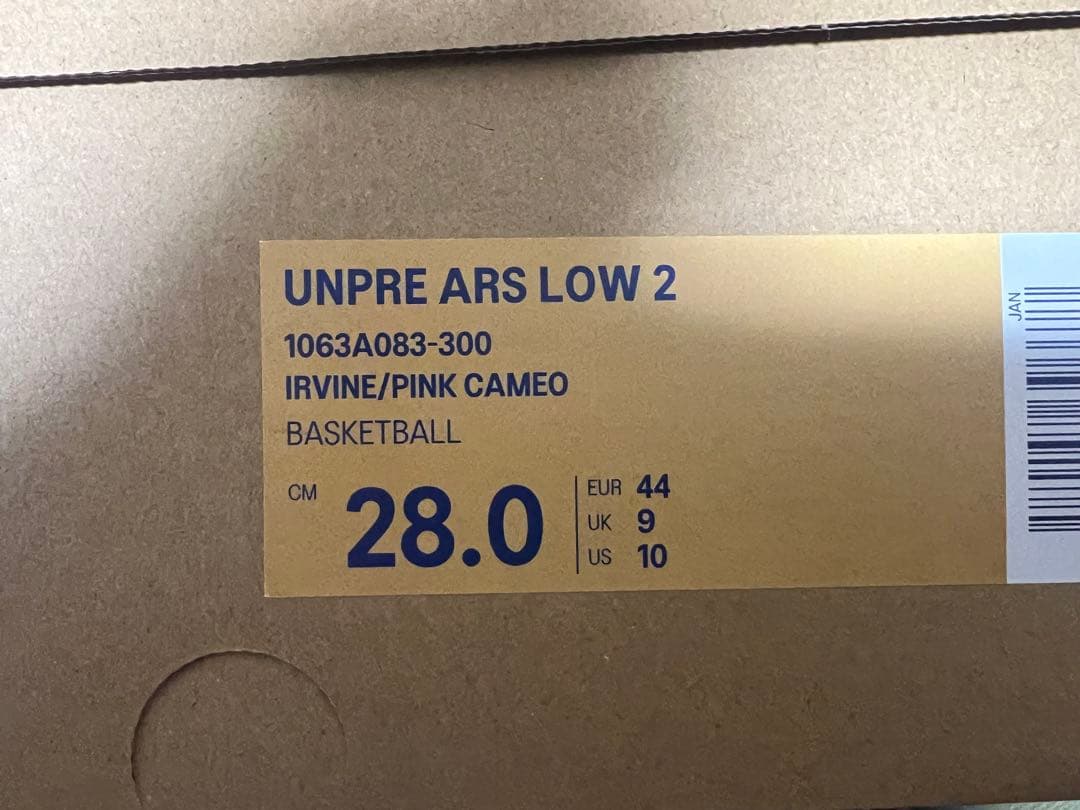 UNPRE ARS LOW 2
1063A083-300
IRVINE/PINK CAMEO
BASKETBALL
CM 28.0
EUR 44
UK 9
US 10
JAN